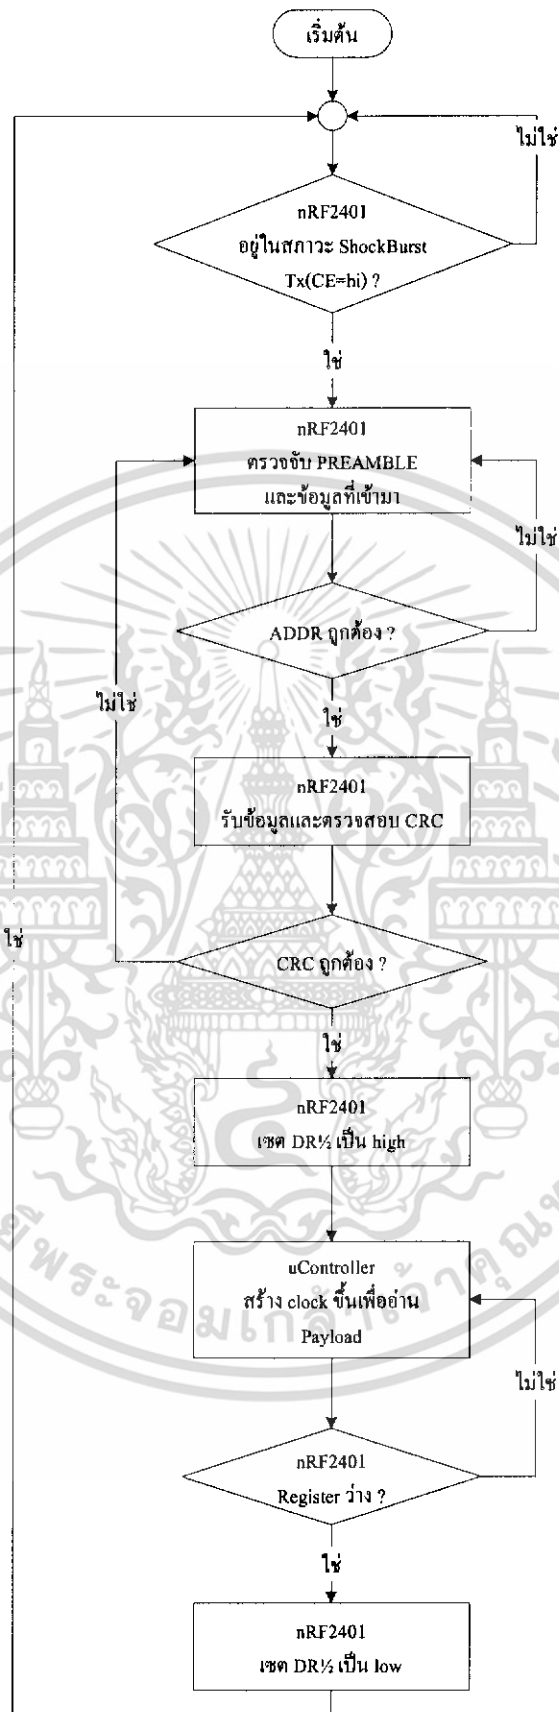 เริ่มต้น
ไม่ใช่
nRF2401
อยู่ในสภาวะ ShockBurst
Tx(CE=hi) ?
ใช่
nRF2401
ตรวจจับ PREAMBLE
และข้อมูลที่เข้ามา
ไม่ใช่
ADDR ถูกต้อง ?
ไม่ใช่
ใช่
nRF2401
รับข้อมูลและตรวจสอบ CRC
ใช่
CRC ถูกต้อง ?
ใช่
nRF2401
เซต DR½ เป็น high
uController
สร้าง clock ขึ้นเพื่ออ่าน
Payload
ไม่ใช่
nRF2401
Register ว่าง ?
ใช่
nRF2401
เซต DR½ เป็น low